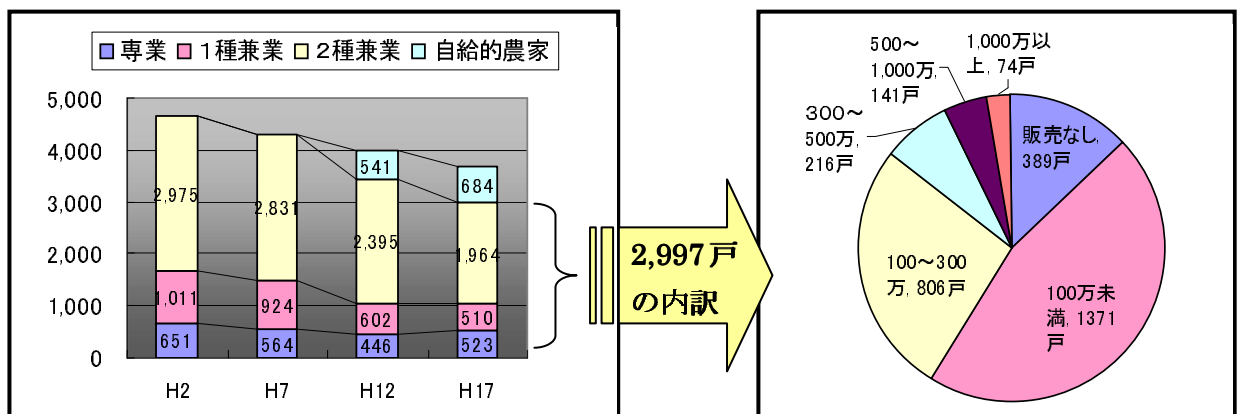 専業 1種兼業 2種兼業 自給的農家
5,000
4,000
3,000
2,000
1,000
0
2,975
1,011
651
2,831
924
564
541
2,395
602
446
684
1,964
510
523
H2 H7 H12 H17
2,997戸
の内訳
500～
1,000万,
141戸
1,000万以
上, 74戸
300～
500万,
216戸
販売なし,
389戸
100～300
万, 806戸
100万未
満, 1371
戸